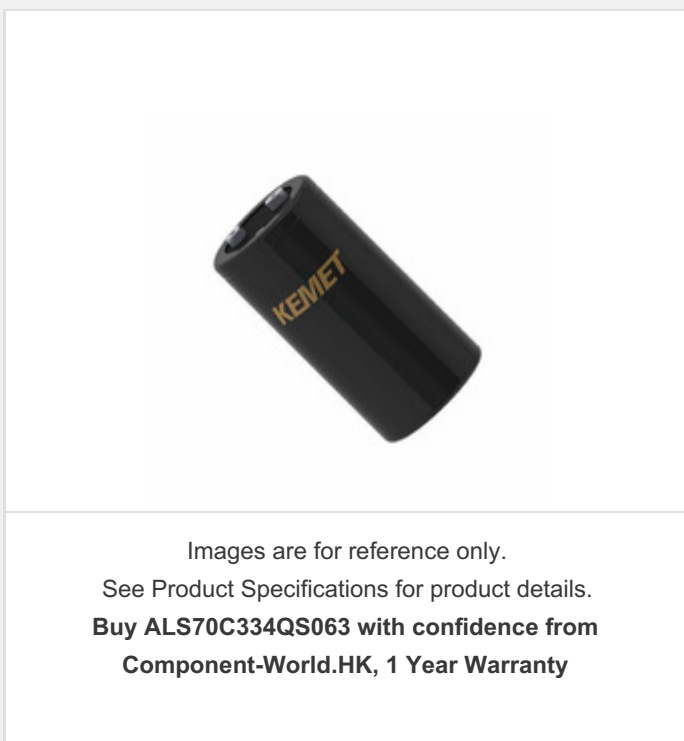 KEMET
Images are for reference only.
See Product Specifications for product details.
Buy ALS70C334QS063 with confidence from
Component-World.HK, 1 Year Warranty